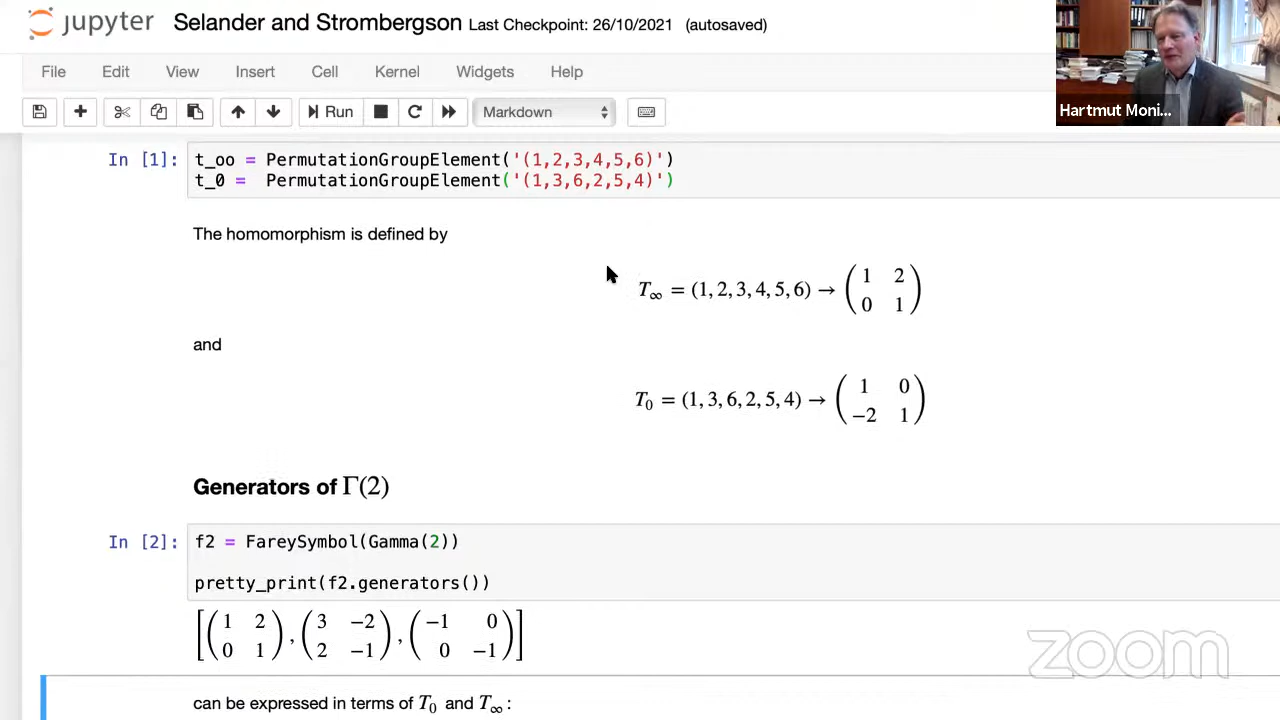 jupyter Selander and Strombergson Last Checkpoint: 26/10/2021 (autosaved)
Hartmut Moni...
File Edit View Insert Cell Kernel Widgets Help
Run Markdown
In [1]: t_oo = PermutationGroupElement('(1,2,3,4,5,6)')
t_0 = PermutationGroupElement('(1,3,6,2,5,4)')
The homomorphism is defined by
T∞ = (1, 2, 3, 4, 5, 6) → (1 2
0 1)
and
T₀ = (1, 3, 6, 2, 5, 4) → (1 0
−2 1)
Generators of Γ(2)
In [2]: f2 = FareySymbol(Gamma(2))
pretty_print(f2.generators())
[(1 2
0 1), (3 −2
2 −1), (−1 0
0 −1)]
zoom
can be expressed in terms of T₀ and T∞: